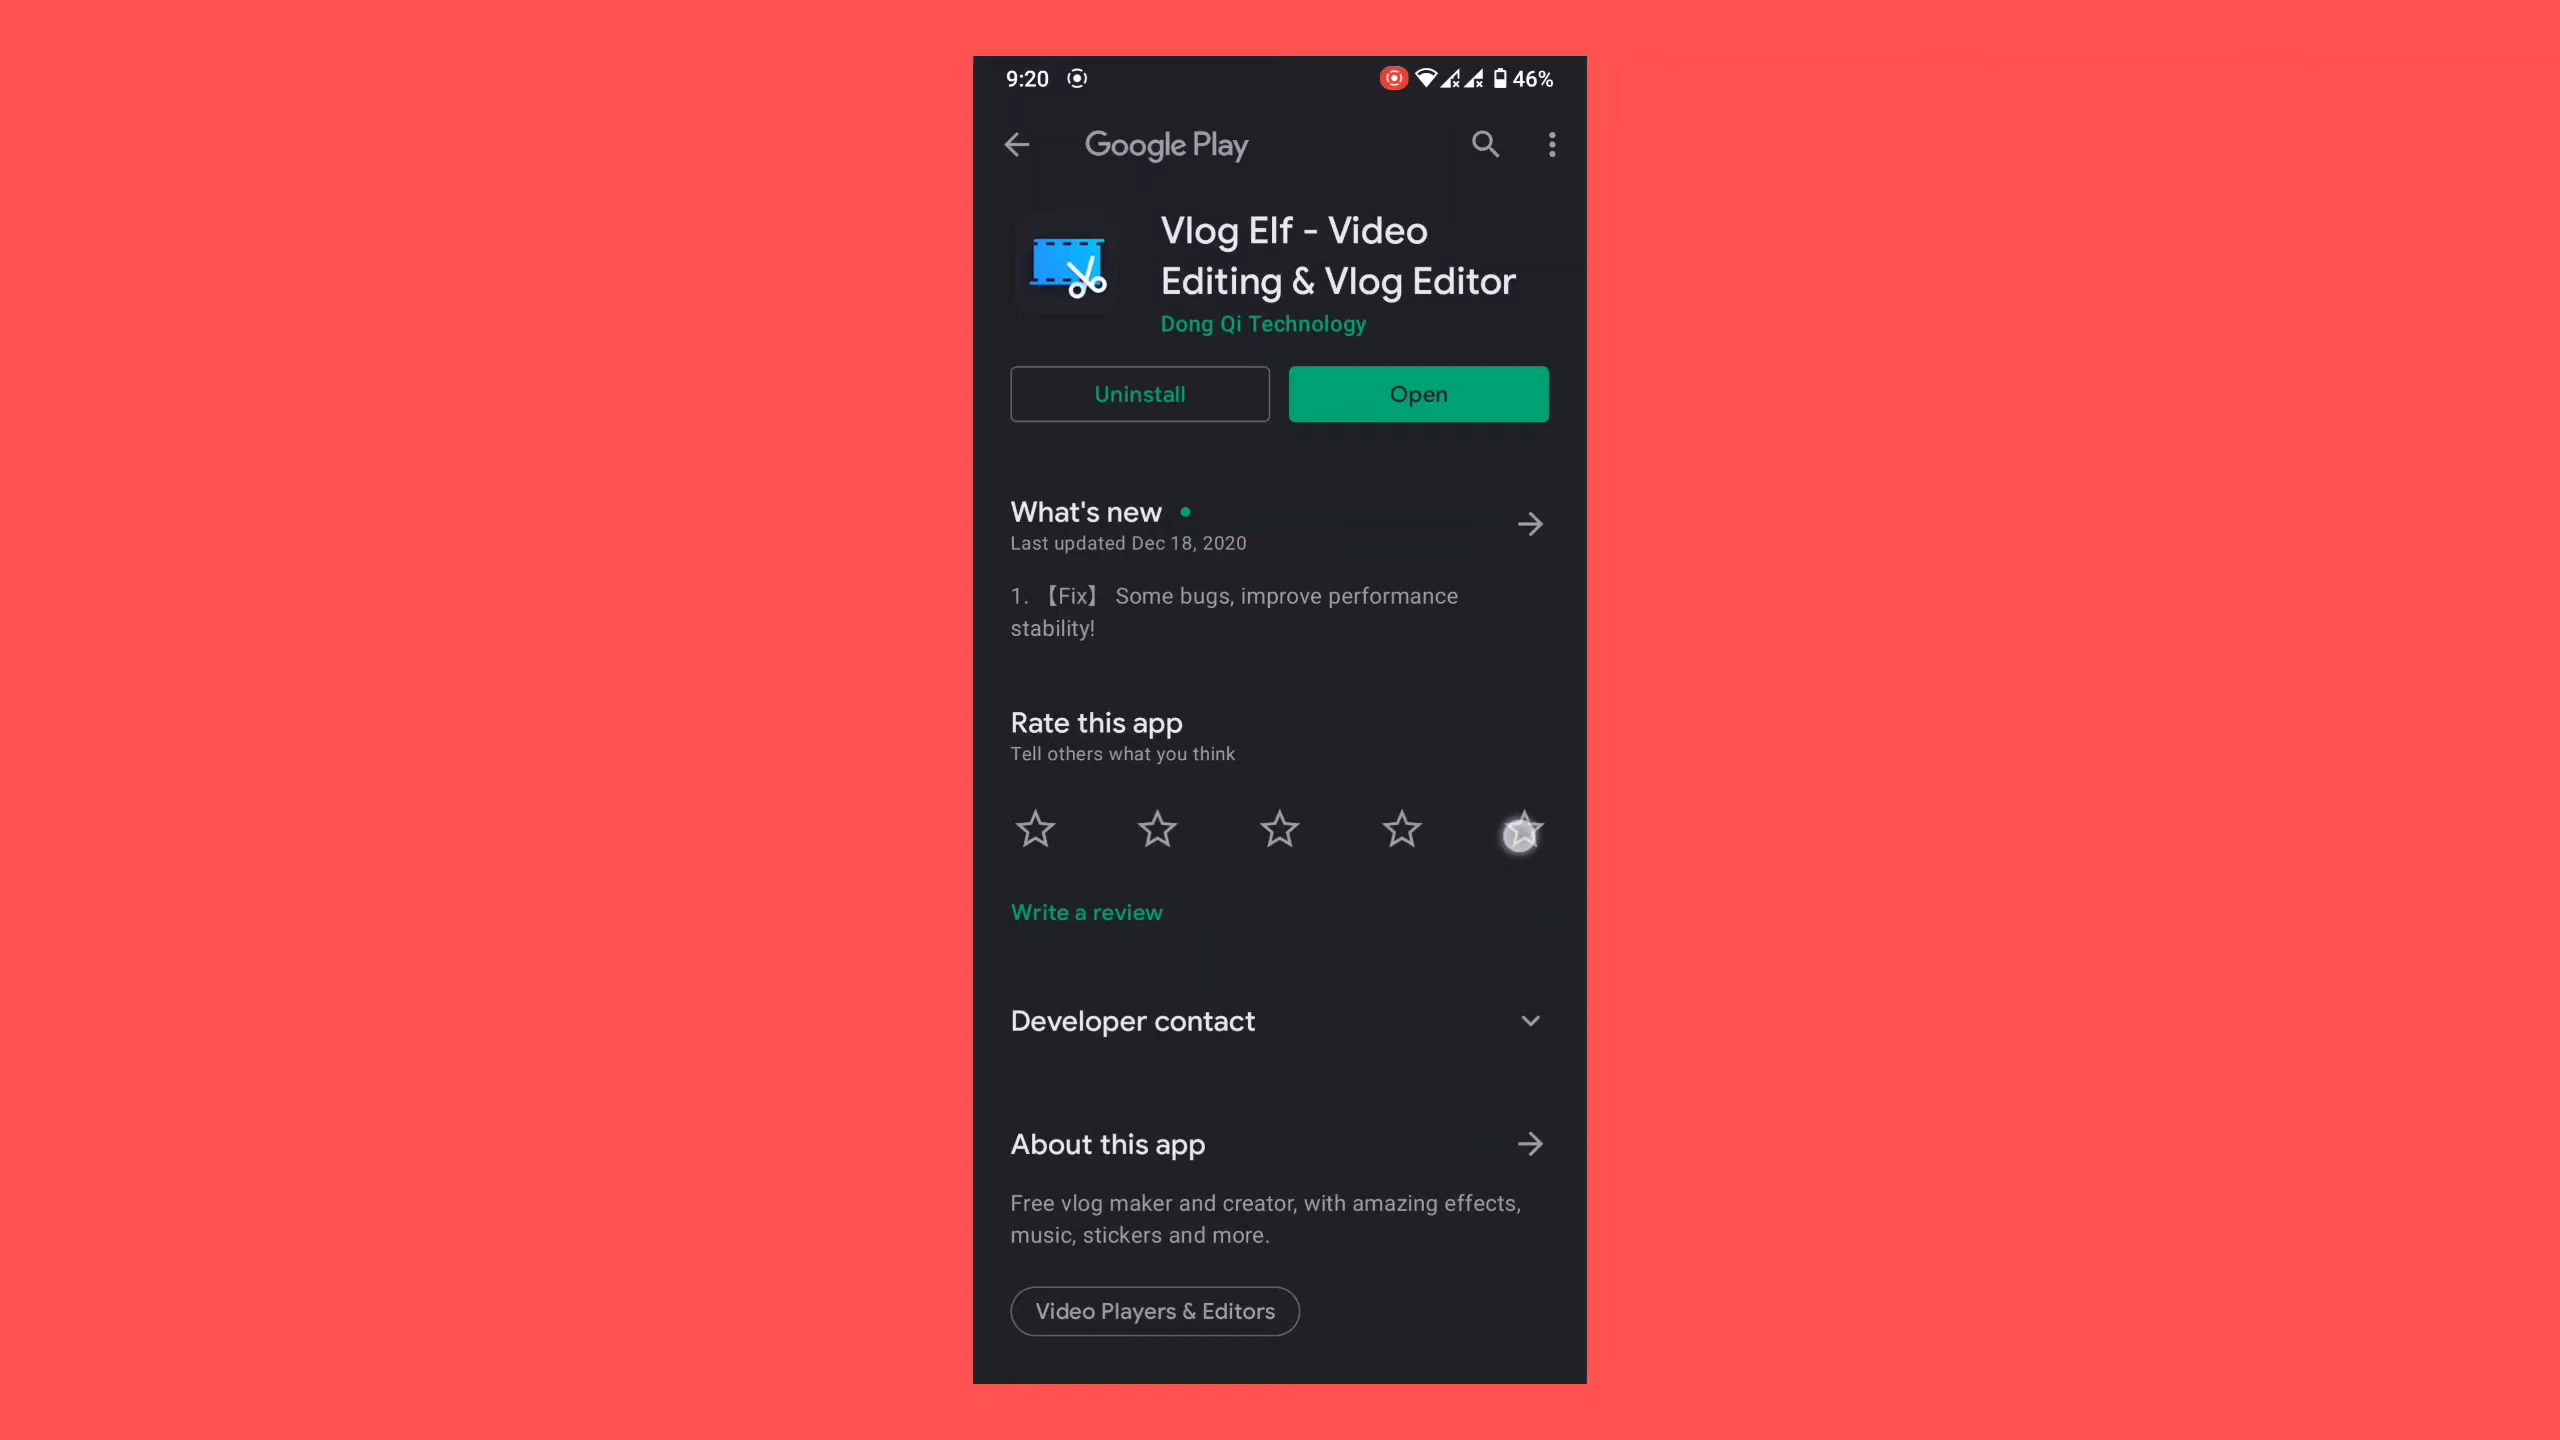 9:20
46%
Google Play
Vlog Elf - Video
Editing & Vlog Editor
Dong Qi Technology
Uninstall
Open
What's new
Last updated Dec 18, 2020
1. 【Fix】 Some bugs, improve performance
stability!
Rate this app
Tell others what you think
Write a review
Developer contact
About this app
Free vlog maker and creator, with amazing effects,
music, stickers and more.
Video Players & Editors